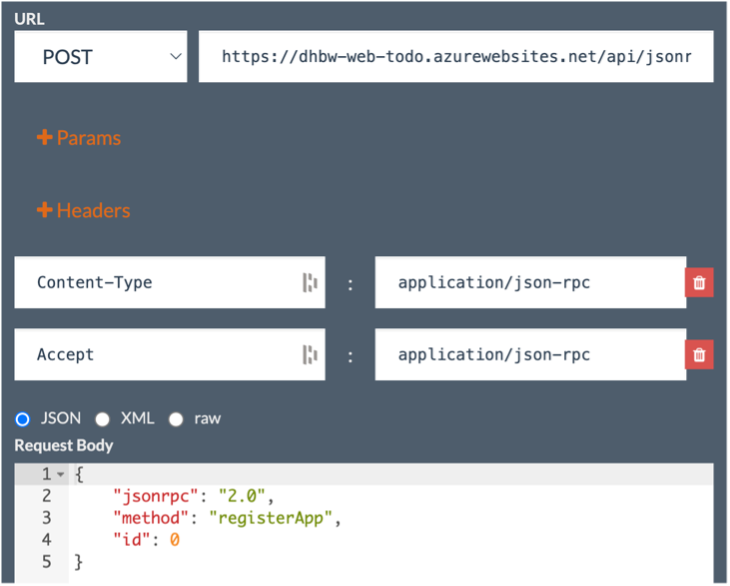 URL
POST https://dhbw-web-todo.azurewebsites.net/api/jsonr
+ Params
+ Headers
Content-Type : application/json-rpc
Accept : application/json-rpc
JSON XML raw
Request Body
1 {
2 "jsonrpc": "2.0",
3 "method": "registerApp",
4 "id": 0
5 }